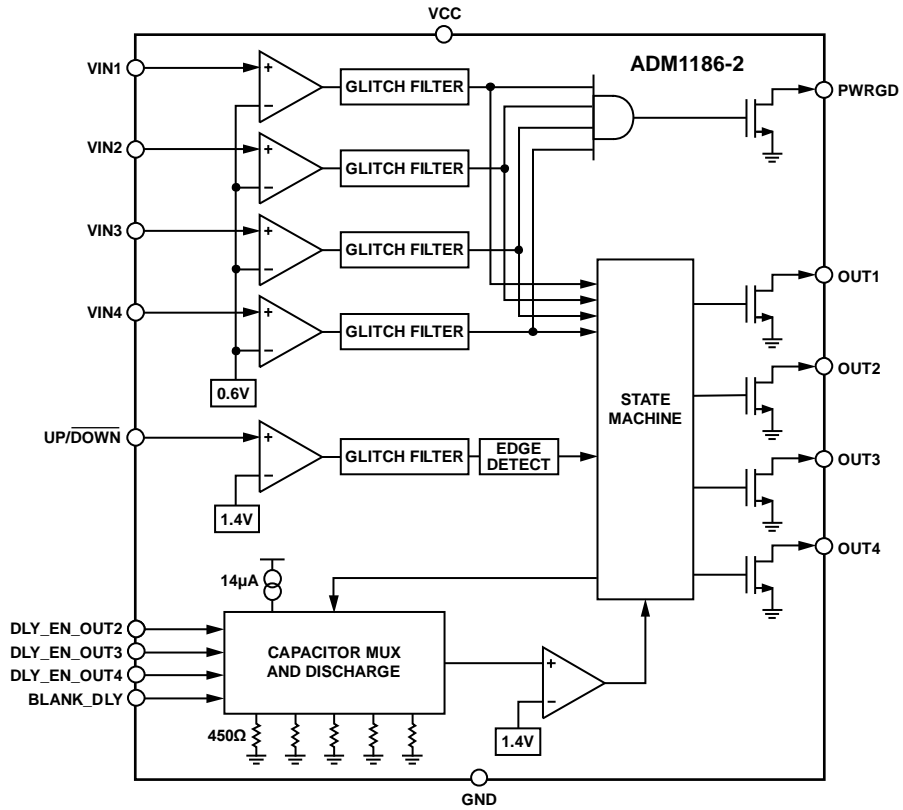 VCC
ADM1186-2
VIN1
+
−
GLITCH FILTER
PWRGD
VIN2
+
−
GLITCH FILTER
VIN3
+
−
GLITCH FILTER
OUT1
VIN4
+
−
GLITCH FILTER
0.6V
OUT2
STATE
MACHINE
UP/DOWN
+
−
GLITCH FILTER
EDGE
DETECT
OUT3
1.4V
OUT4
14µA
DLY_EN_OUT2
DLY_EN_OUT3
DLY_EN_OUT4
BLANK_DLY
CAPACITOR MUX
AND DISCHARGE
+
−
450Ω
1.4V
GND